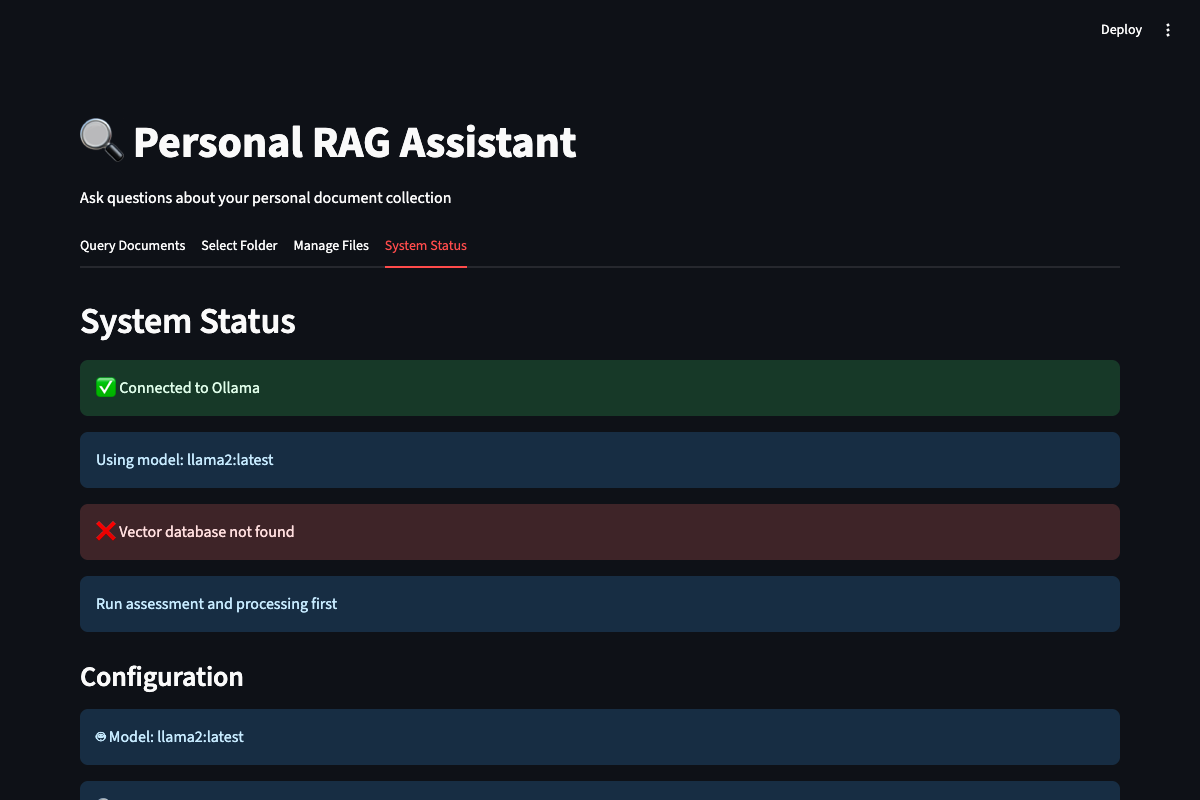 Deploy
Personal RAG Assistant
Ask questions about your personal document collection
Query Documents Select Folder Manage Files System Status
System Status
Connected to Ollama
Using model: llama2:latest
Vector database not found
Run assessment and processing first
Configuration
Model: llama2:latest